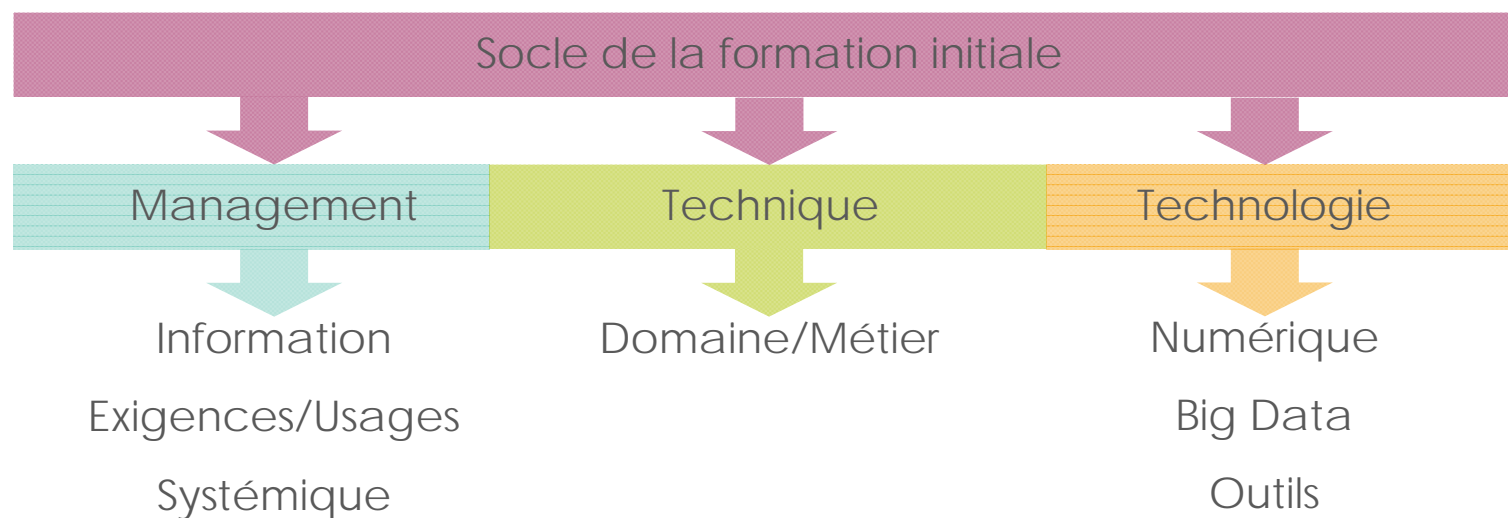 Socle de la formation initiale
Management
Technique
Technologie
Information
Domaine/Métier
Numérique
Exigences/Usages
Big Data
Systémique
Outils